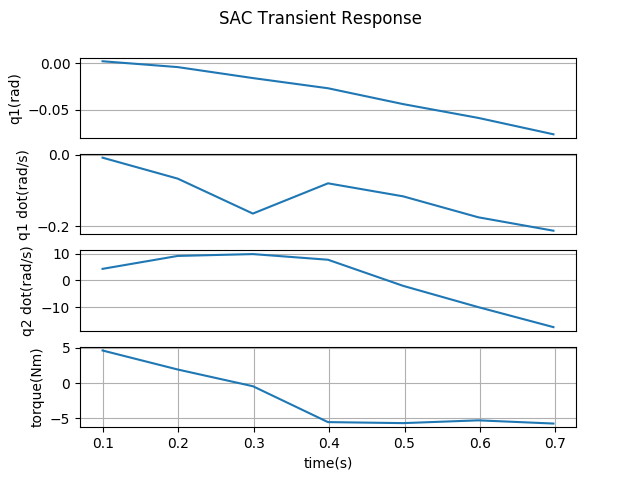 SAC Transient Response
q1(rad)
0.00
−0.05
q1 dot(rad/s)
0.0
−0.2
q2 dot(rad/s)
10
0
−10
torque(Nm)
5
0
−5
0.1 0.2 0.3 0.4 0.5 0.6 0.7
time(s)